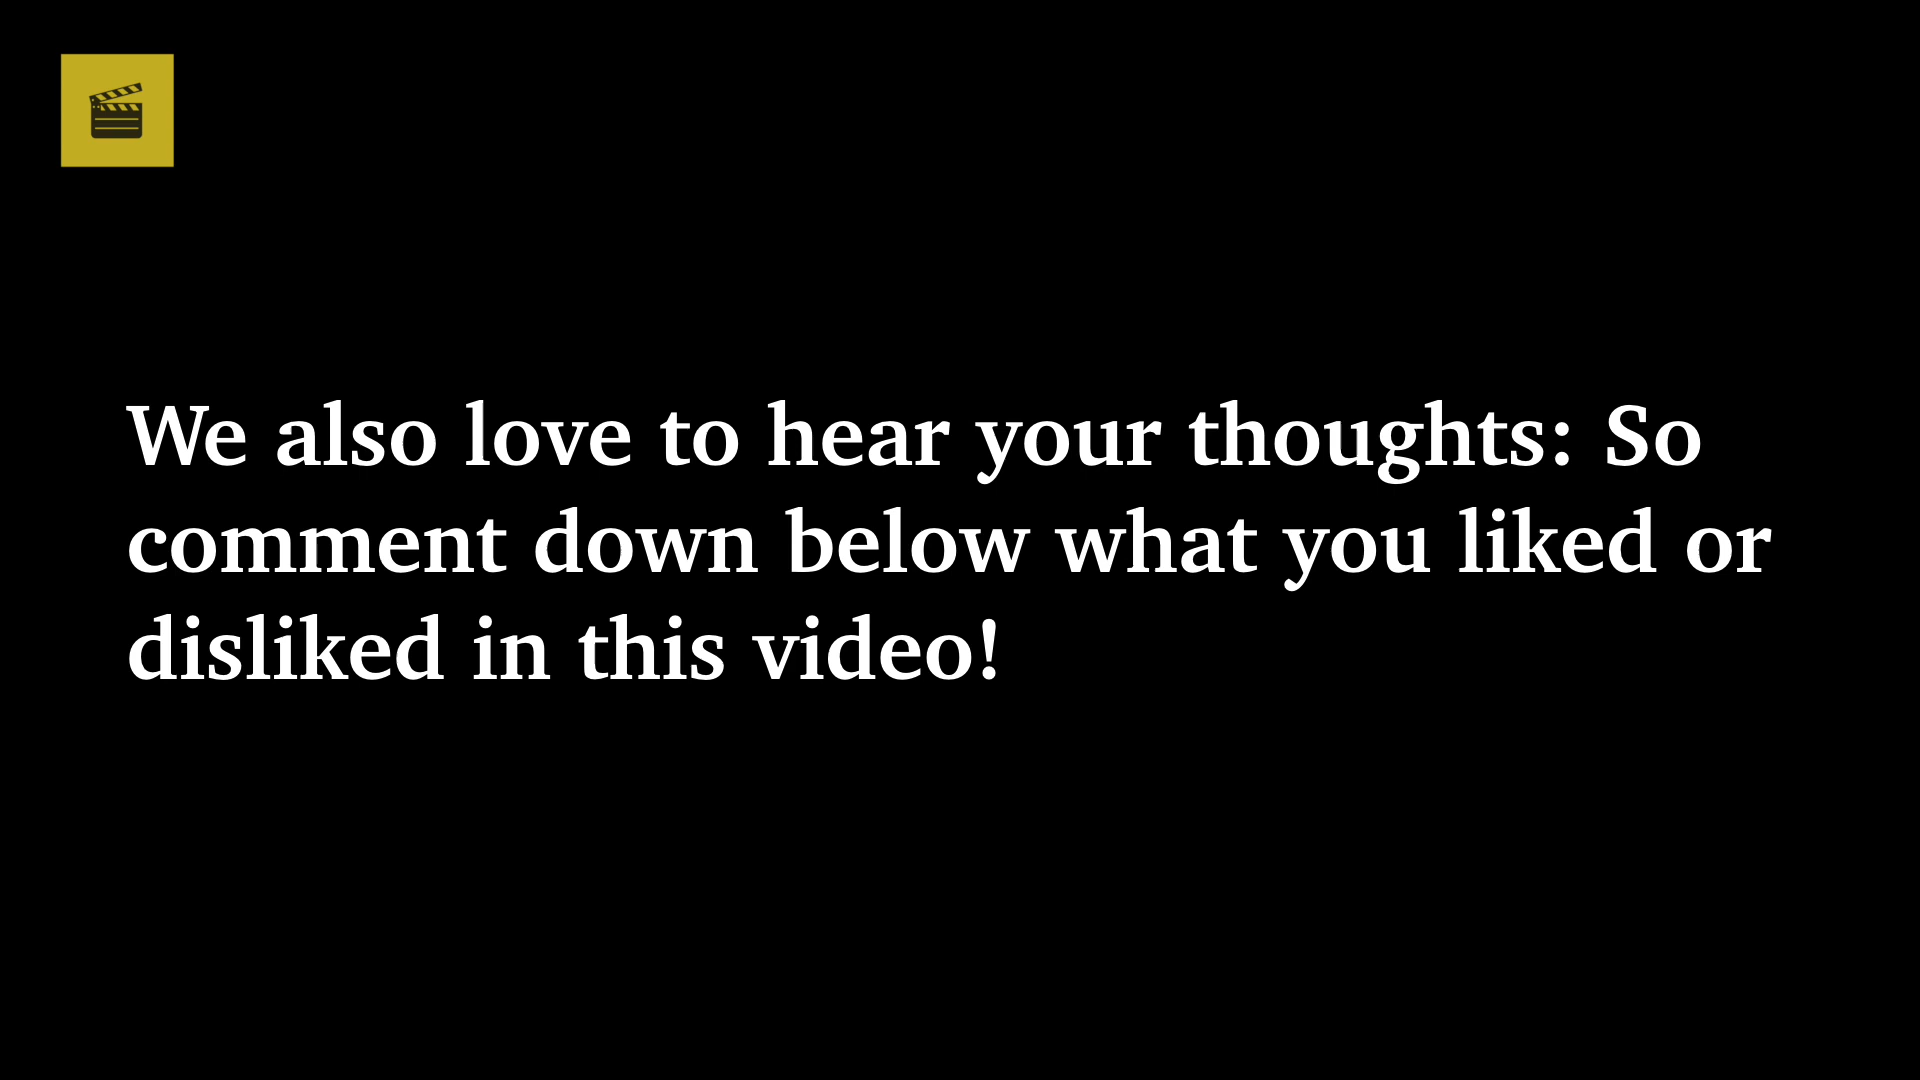 We also love to hear your thoughts: So
comment down below what you liked or
disliked in this video!